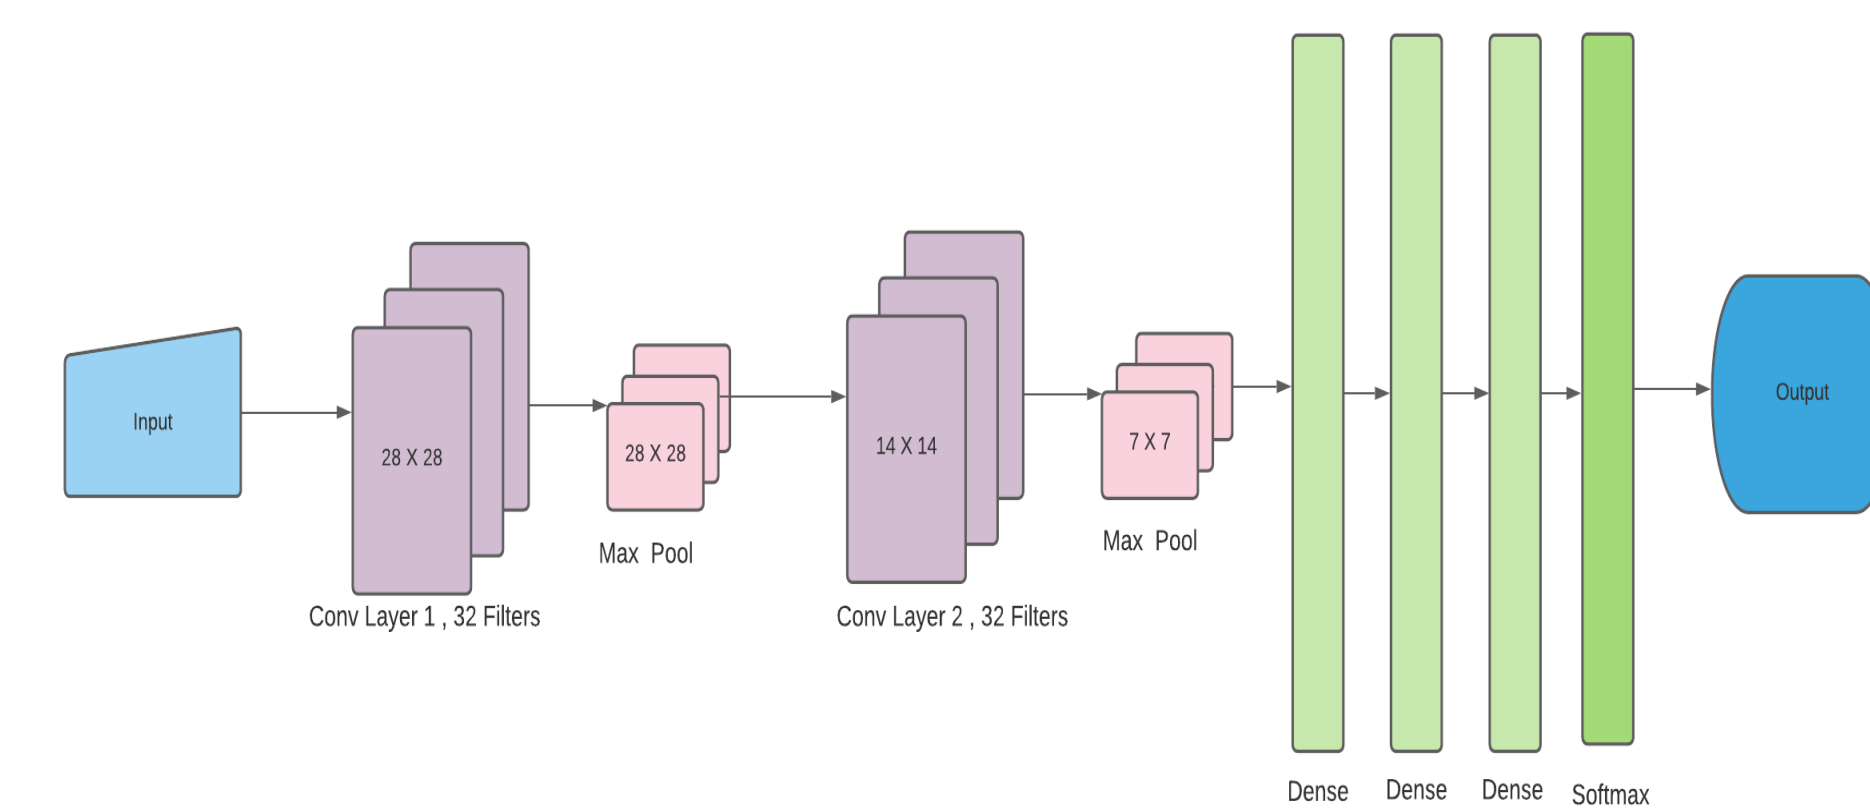 Input
28 X 28
Conv Layer 1 , 32 Filters
28 X 28
Max Pool
14 X 14
Conv Layer 2 , 32 Filters
7 X 7
Max Pool
Dense
Dense
Dense
Softmax
Output